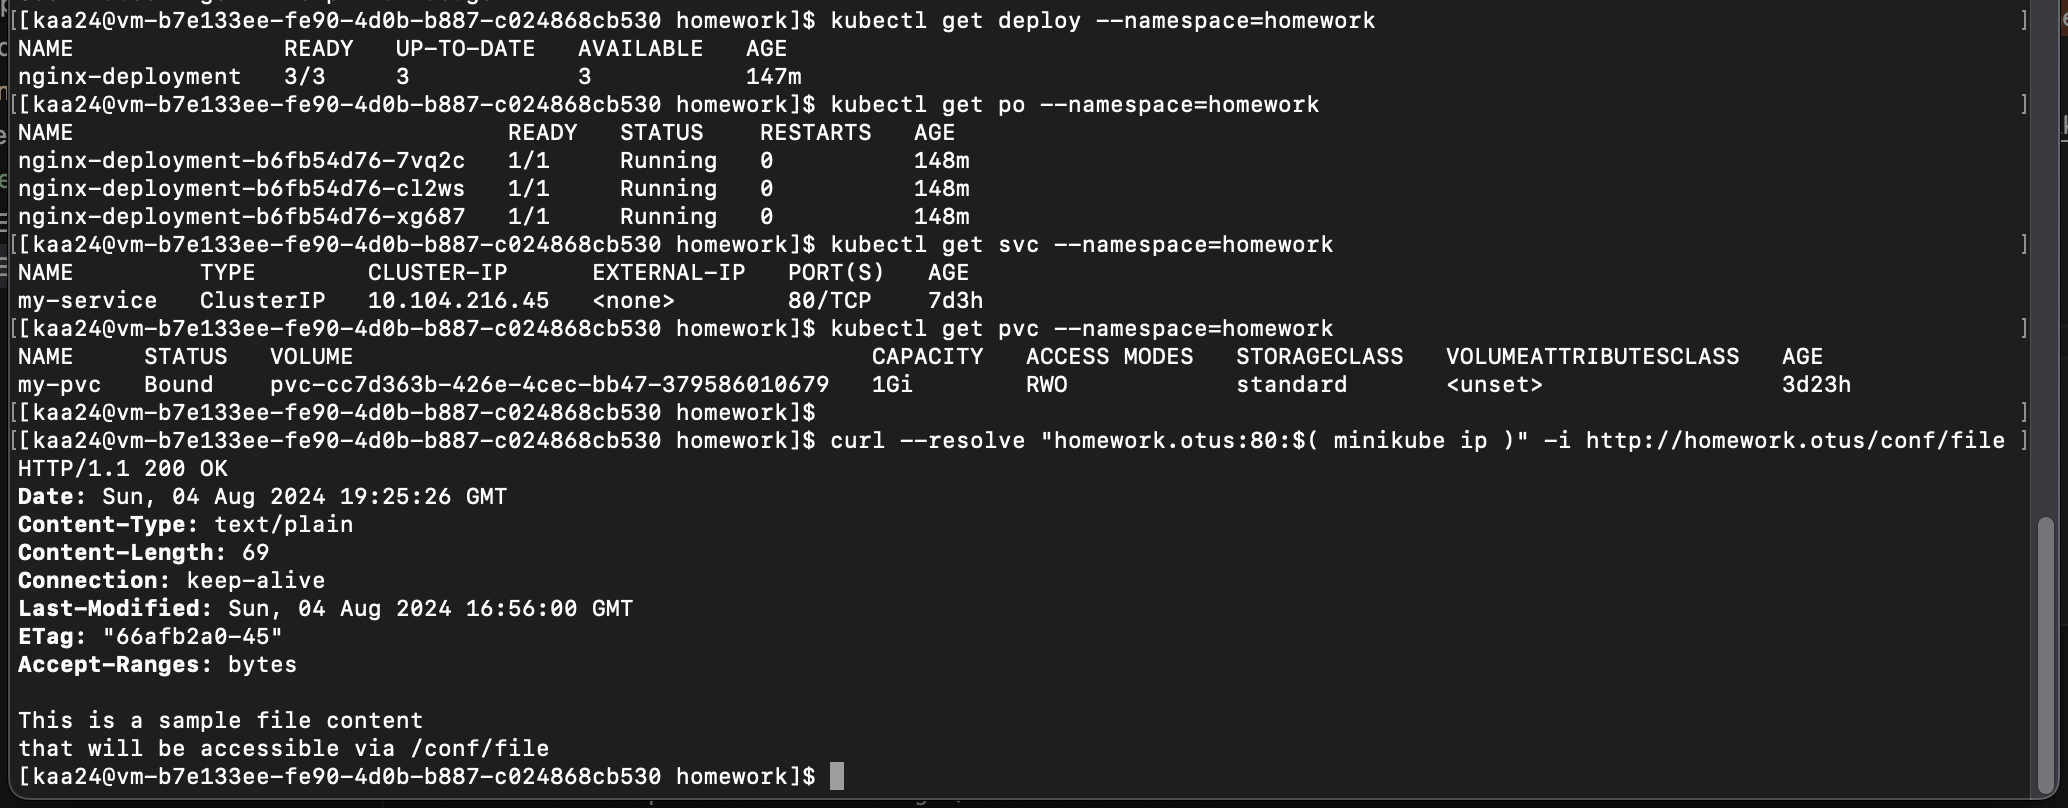 [[kaa24@vm-b7e133ee-fe90-4d0b-b887-c024868cb530 homework]$ kubectl get deploy --namespace=homework ]
NAME READY UP-TO-DATE AVAILABLE AGE
nginx-deployment 3/3 3 3 147m
[[kaa24@vm-b7e133ee-fe90-4d0b-b887-c024868cb530 homework]$ kubectl get po --namespace=homework ]
NAME READY STATUS RESTARTS AGE
nginx-deployment-b6fb54d76-7vq2c 1/1 Running 0 148m
nginx-deployment-b6fb54d76-cl2ws 1/1 Running 0 148m
nginx-deployment-b6fb54d76-xg687 1/1 Running 0 148m
[[kaa24@vm-b7e133ee-fe90-4d0b-b887-c024868cb530 homework]$ kubectl get svc --namespace=homework ]
NAME TYPE CLUSTER-IP EXTERNAL-IP PORT(S) AGE
my-service ClusterIP 10.104.216.45 <none> 80/TCP 7d3h
[[kaa24@vm-b7e133ee-fe90-4d0b-b887-c024868cb530 homework]$ kubectl get pvc --namespace=homework ]
NAME STATUS VOLUME CAPACITY ACCESS MODES STORAGECLASS VOLUMEATTRIBUTESCLASS AGE
my-pvc Bound pvc-cc7d363b-426e-4cec-bb47-379586010679 1Gi RWO standard <unset> 3d23h
[[kaa24@vm-b7e133ee-fe90-4d0b-b887-c024868cb530 homework]$ ]
[[kaa24@vm-b7e133ee-fe90-4d0b-b887-c024868cb530 homework]$ curl --resolve "homework.otus:80:$( minikube ip )" -i http://homework.otus/conf/file ]
HTTP/1.1 200 OK
Date: Sun, 04 Aug 2024 19:25:26 GMT
Content-Type: text/plain
Content-Length: 69
Connection: keep-alive
Last-Modified: Sun, 04 Aug 2024 16:56:00 GMT
ETag: "66afb2a0-45"
Accept-Ranges: bytes

This is a sample file content
that will be accessible via /conf/file
[kaa24@vm-b7e133ee-fe90-4d0b-b887-c024868cb530 homework]$